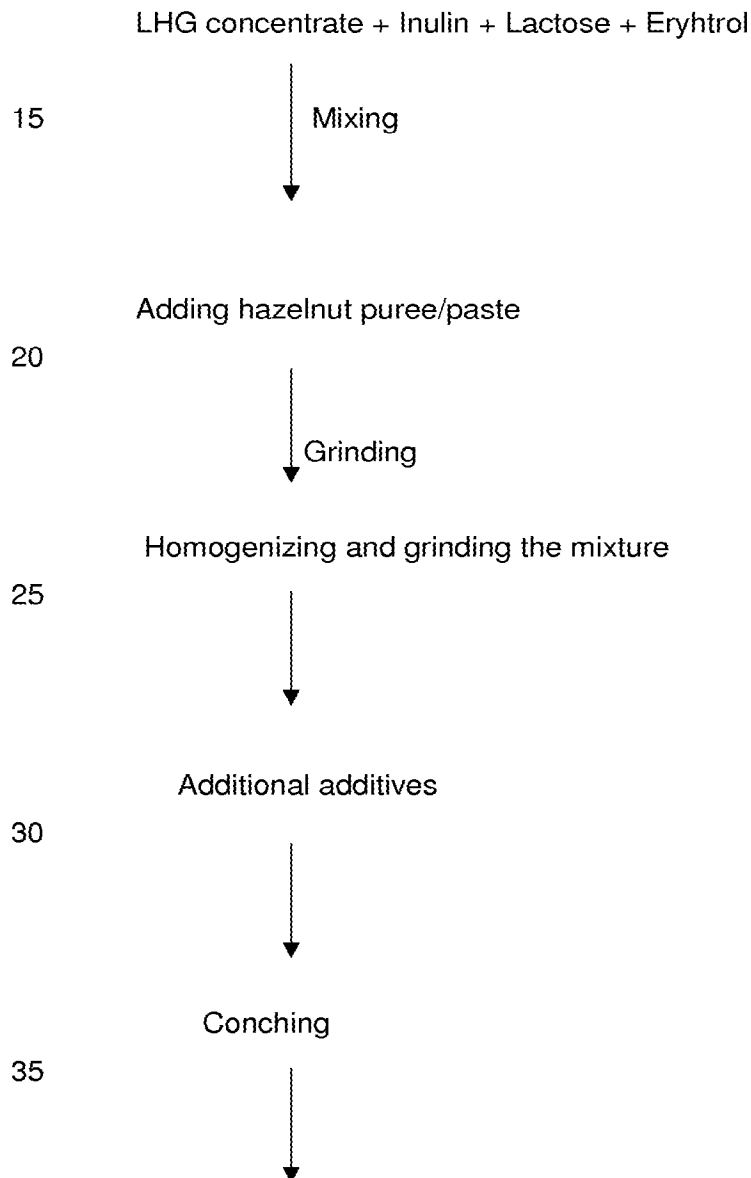 LHG concentrate + Inulin + Lactose + Eryhtrol
15 Mixing
Adding hazelnut puree/paste
20
Grinding
Homogenizing and grinding the mixture
25
Additional additives
30
Conching
35